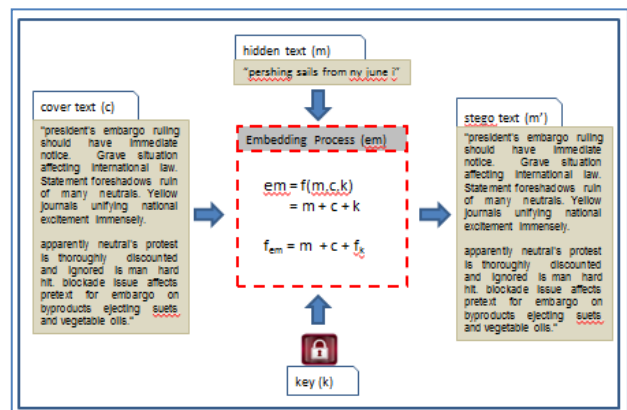 hidden text (m)
"pershing sails from ny june i"
cover text (c)
"president's embargo ruling
should have immediate
notice. Grave situation
affecting international law.
Statement foreshadows ruin
of many neutrals. Yellow
journals unifying national
excitement immensely.
apparently neutral's protest
is thoroughly discounted
and ignored is man hard
hit. blockade issue affects
pretext for embargo on
byproducts ejecting suets
and vegetable oils."
Embedding Process (em)
em = f(m,c,k)
= m + c + k
fem = m + c + fk
key (k)
stego text (m')
"president's embargo ruling
should have immediate
notice. Grave situation
affecting international law.
Statement foreshadows ruin
of many neutrals. Yellow
journals unifying national
excitement immensely.
apparently neutral's protest
is thoroughly discounted
and ignored is man hard
hit. blockade issue affects
pretext for embargo on
byproducts ejecting suets
and vegetable oils."